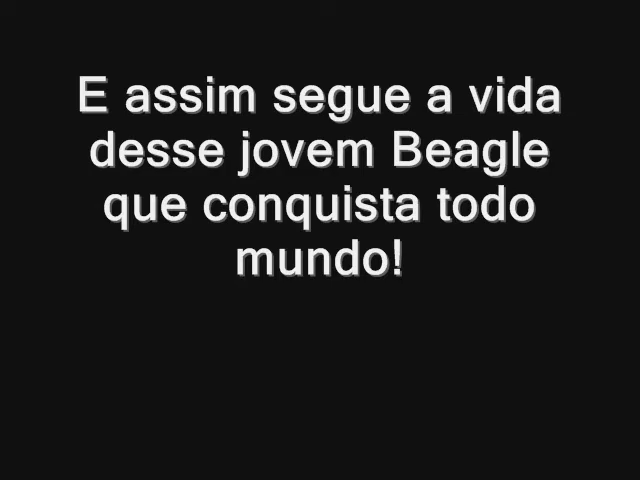 E assim segue a vida
desse jovem Beagle
que conquista todo
mundo!